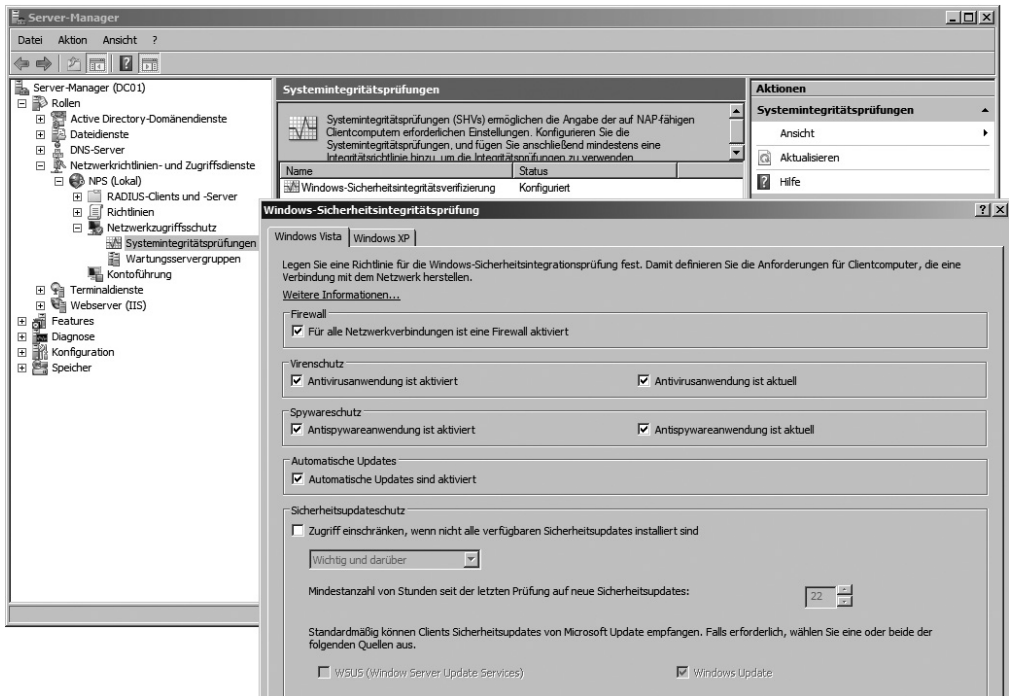 Server-Manager
Datei Aktion Ansicht ?
Server-Manager (DC01)
Rollen
Active Directory-Domänendienste
Dateidienste
DNS-Server
Netzwerkrichtlinien- und Zugriffsdienste
NPS (Lokal)
RADIUS-Clients und -Server
Richtlinien
Netzwerkzugriffsschutz
Systemintegritätsprüfungen
Wartungsservergruppen
Kontoführung
Terminaldienste
Webserver (IIS)
Features
Diagnose
Konfiguration
Speicher
Systemintegritätsprüfungen
Systemintegritätsprüfungen (SHVs) ermöglichen die Angabe der auf NAP-fähigen
Clientcomputern erforderlichen Einstellungen. Konfigurieren Sie die
Systemintegritätsprüfungen, und fügen Sie anschließend mindestens eine
Integritätsrichtlinie hinzu, um die Integritätsprüfungen zu verwenden.
Name Status
Windows-Sicherheitsintegritätsverifizierung Konfiguriert
Aktionen
Systemintegritätsprüfungen
Ansicht
Aktualisieren
Hilfe
Windows-Sicherheitsintegritätsprüfung
Windows Vista Windows XP
Legen Sie eine Richtlinie für die Windows-Sicherheitsintegrationsprüfung fest. Damit definieren Sie die Anforderungen für Clientcomputer, die eine
Verbindung mit dem Netzwerk herstellen.
Weitere Informationen...
Firewall
Für alle Netzwerkverbindungen ist eine Firewall aktiviert
Virenschutz
Antivirusanwendung ist aktiviert Antivirusanwendung ist aktuell
Spywareschutz
Antispywareanwendung ist aktiviert Antispywareanwendung ist aktuell
Automatische Updates
Automatische Updates sind aktiviert
Sicherheitsupdateschutz
Zugriff einschränken, wenn nicht alle verfügbaren Sicherheitsupdates installiert sind
Wichtig und darüber
Mindestanzahl von Stunden seit der letzten Prüfung auf neue Sicherheitsupdates: 22
Standardmäßig können Clients Sicherheitsupdates von Microsoft Update empfangen. Falls erforderlich, wählen Sie eine oder beide der
folgenden Quellen aus.
WSUS (Window Server Update Services) Windows Update